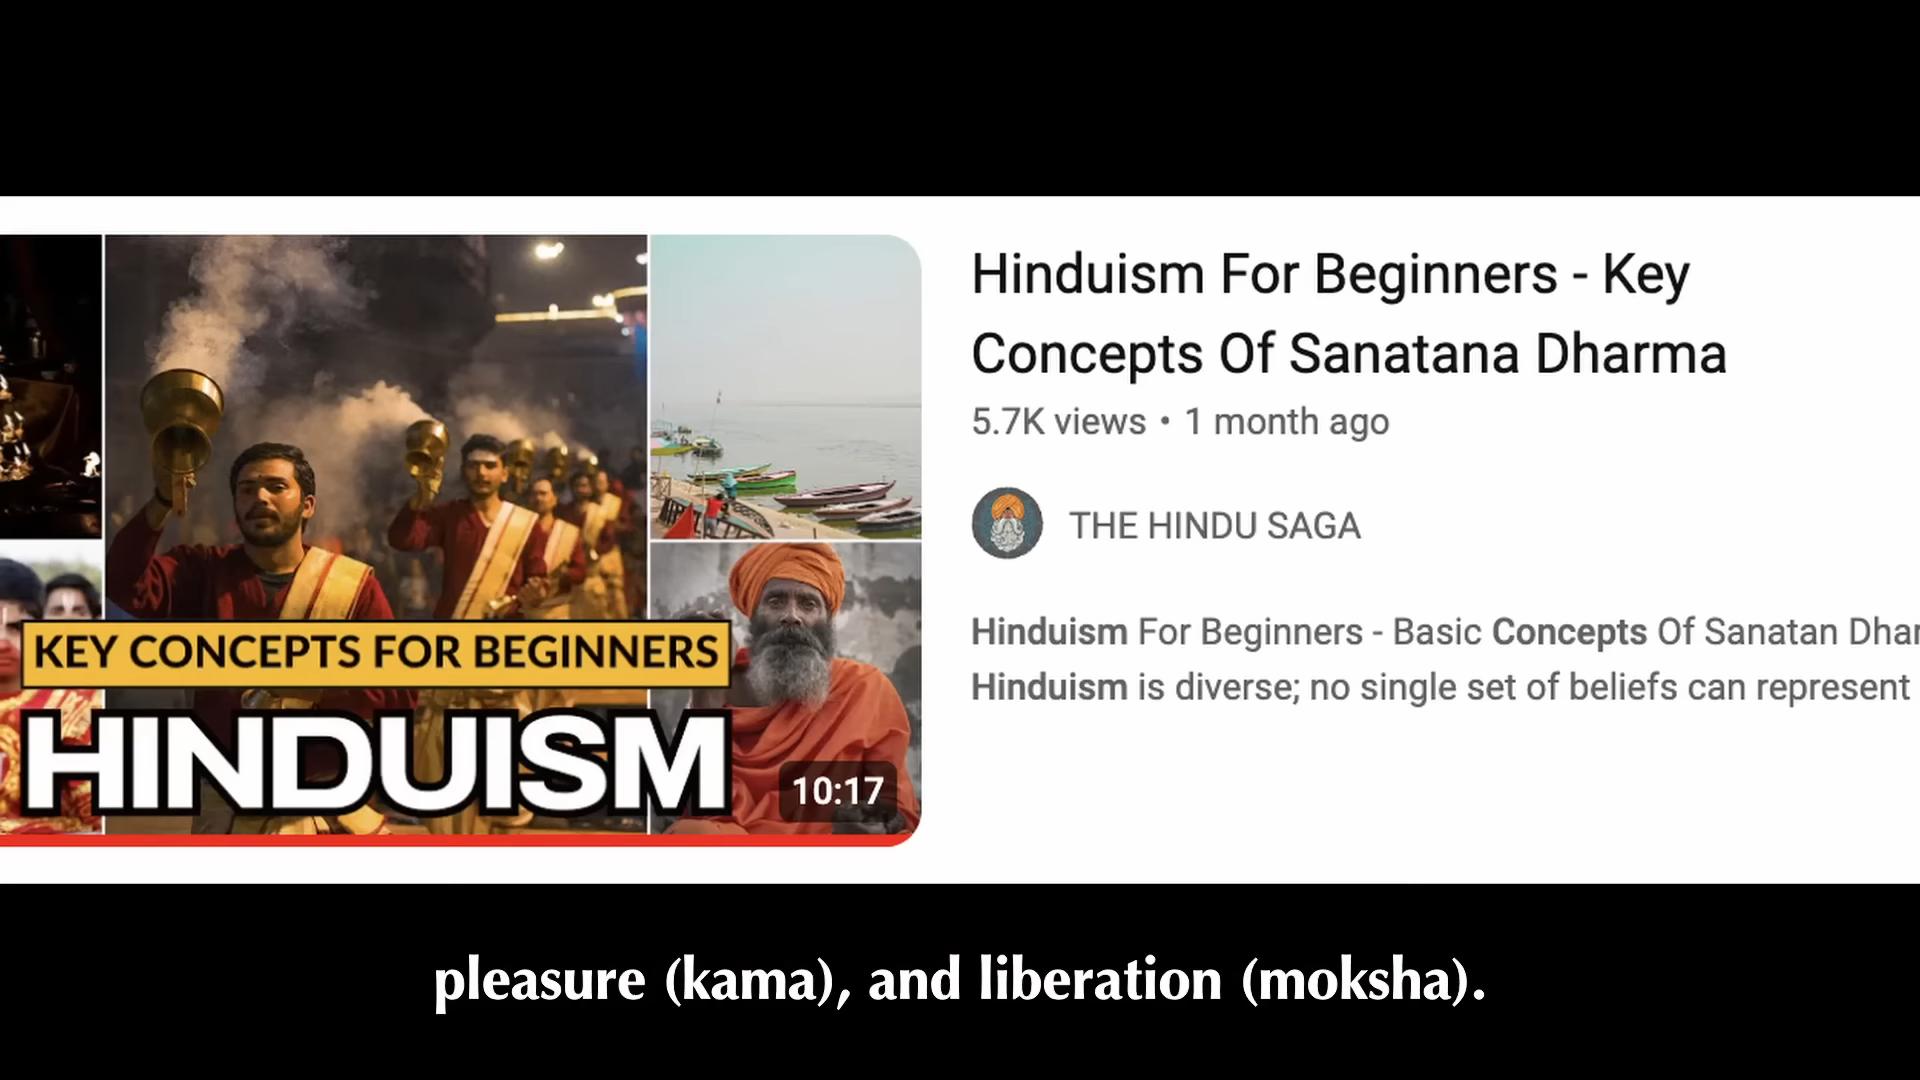 Hinduism For Beginners - Key
Concepts Of Sanatana Dharma
5.7K views • 1 month ago
THE HINDU SAGA
Hinduism For Beginners - Basic Concepts Of Sanatan
Hinduism is diverse; no single set of beliefs can represent
KEY CONCEPTS FOR BEGINNERS
HINDUISM
10:17
pleasure (kama), and liberation (moksha).